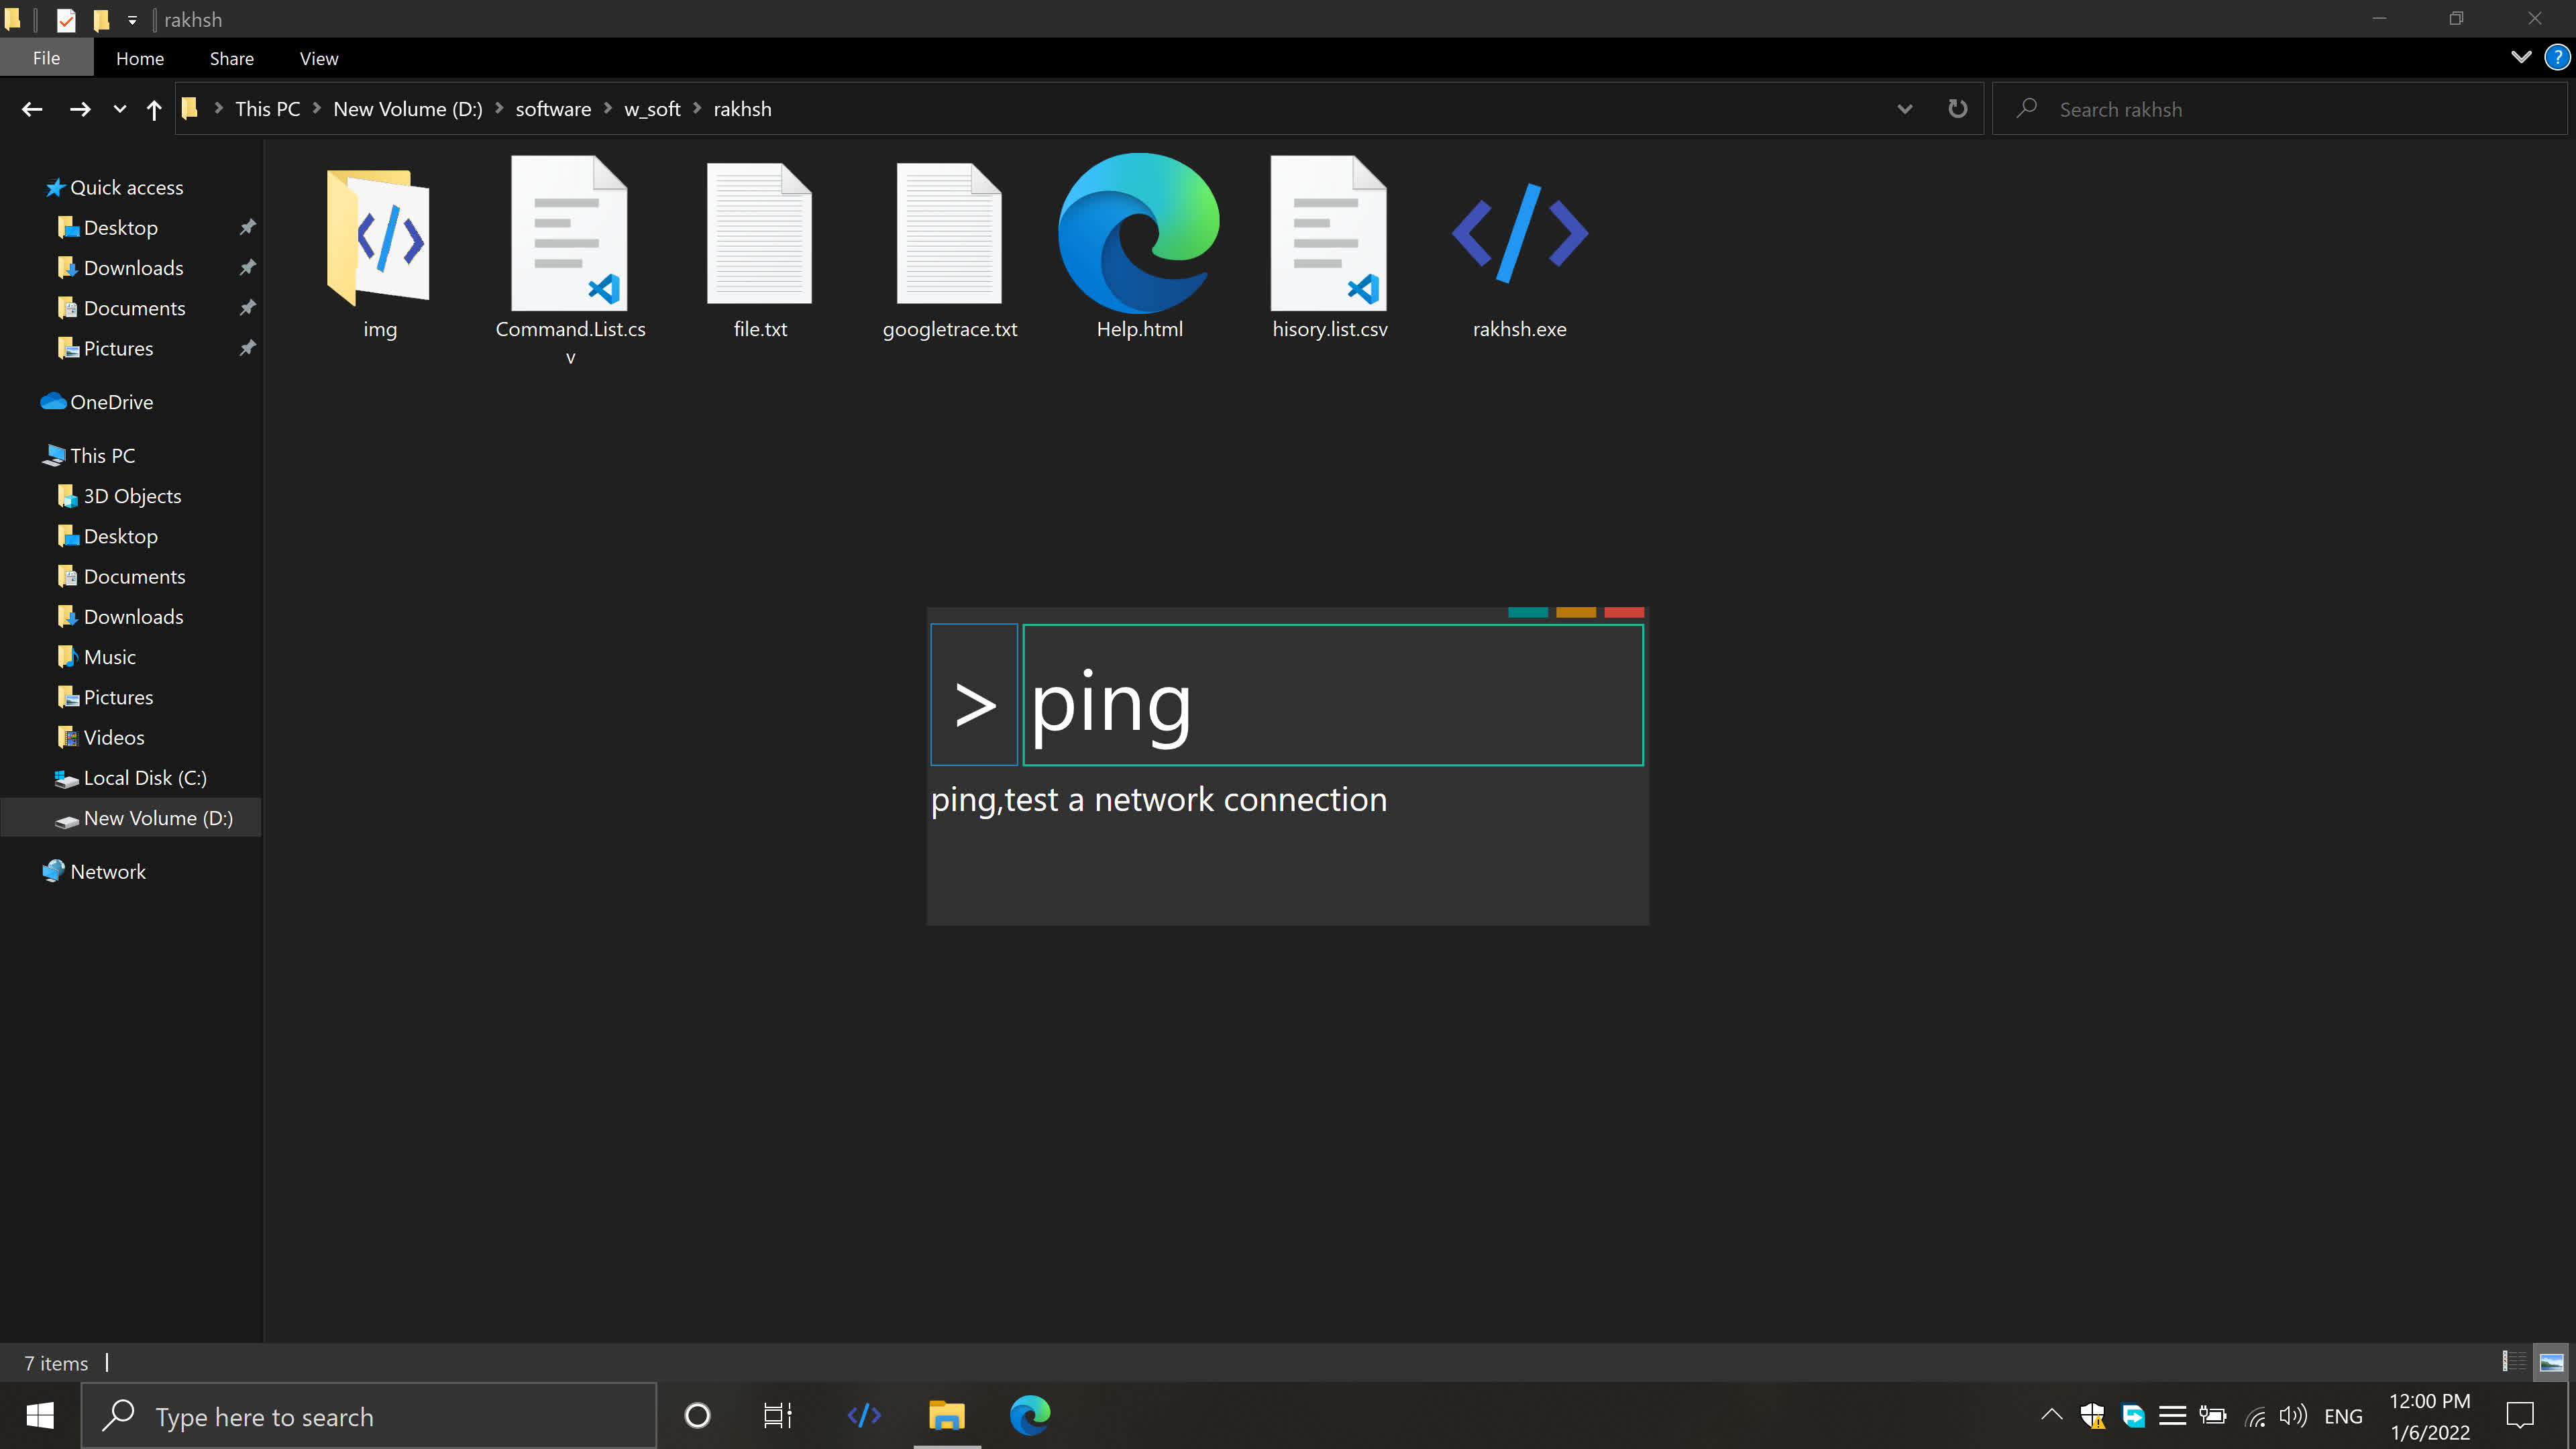 rakhsh
File Home Share View
This PC New Volume (D:) software w_soft rakhsh
Search rakhsh
Quick access
Desktop
Downloads
Documents
Pictures
OneDrive
This PC
3D Objects
Desktop
Documents
Downloads
Music
Pictures
Videos
Local Disk (C:)
New Volume (D:)
Network
img
Command.List.cs
v
file.txt
googletrace.txt
Help.html
hisory.list.csv
rakhsh.exe
> ping
ping,test a network connection
7 items
Type here to search
ENG
12:00 PM
1/6/2022